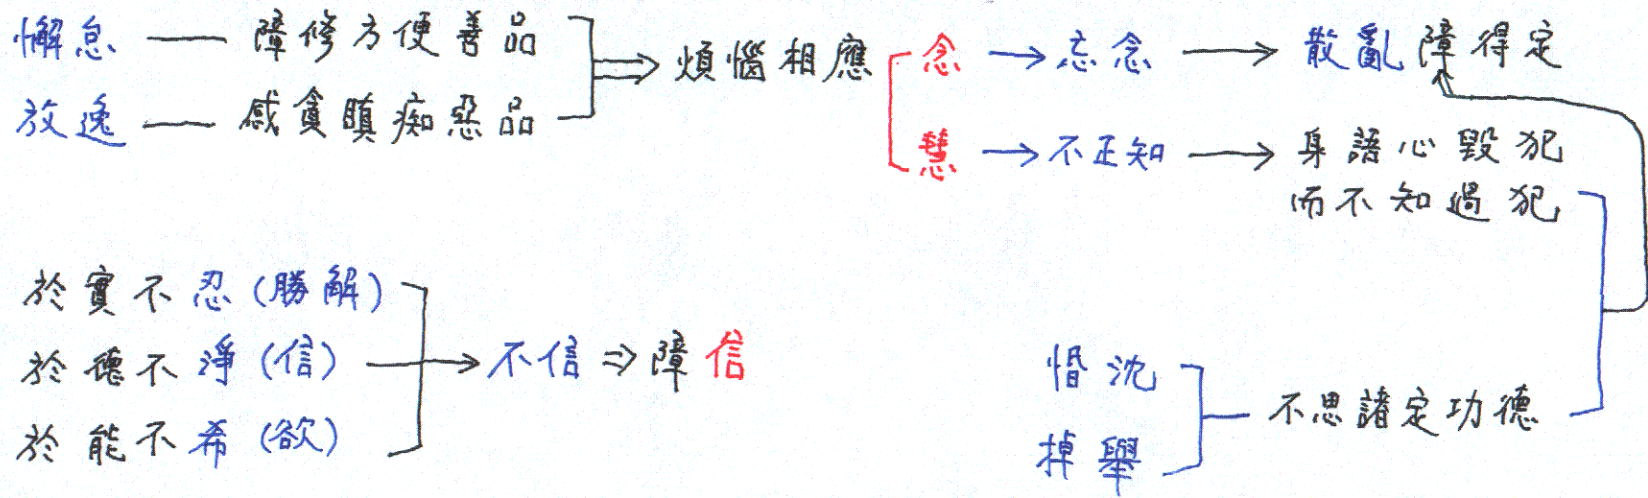 懈怠 — 障修方便善品
放逸 — 感貪瞋痴惡品
⇒ 煩惱相應
念 → 忘念 → 散亂障得定
慧 → 不正知 → 身語心毀犯
而不知過犯
於實不忍(勝解)
於德不淨(信) → 不信 ⇒ 障信
於能不希(欲)
惛沈
掉舉
不思諸定功德